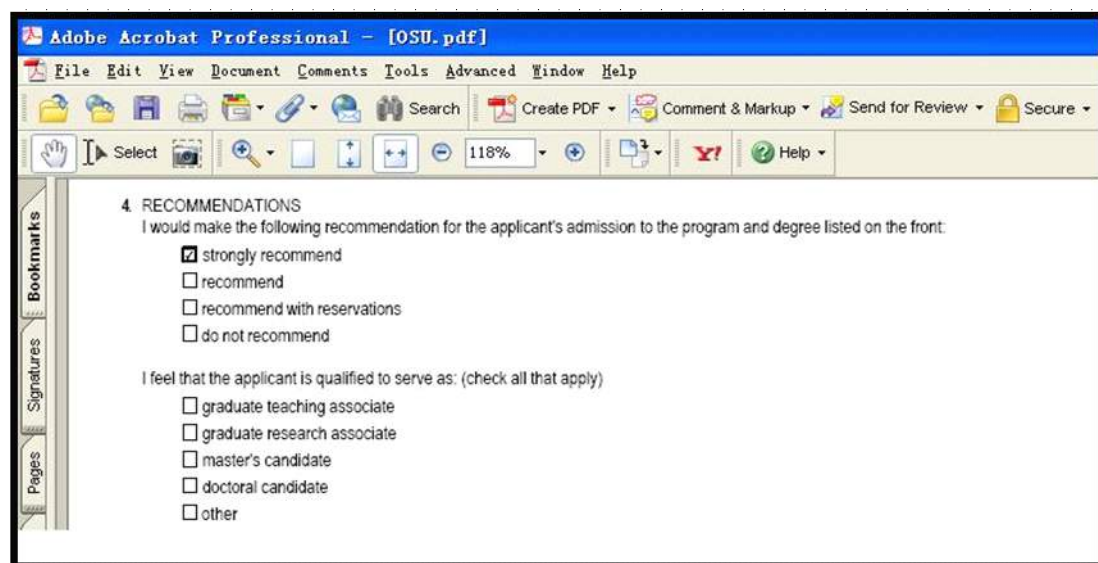 Adobe Acrobat Professional - [OSU.pdf]
File Edit View Document Comments Tools Advanced Window Help
Search Create PDF Comment & Markup Send for Review Secure
Select 118% Y! Help
Bookmarks
Signatures
Pages
4. RECOMMENDATIONS
I would make the following recommendation for the applicant's admission to the program and degree listed on the front:
strongly recommend
recommend
recommend with reservations
do not recommend
I feel that the applicant is qualified to serve as: (check all that apply)
graduate teaching associate
graduate research associate
master's candidate
doctoral candidate
other